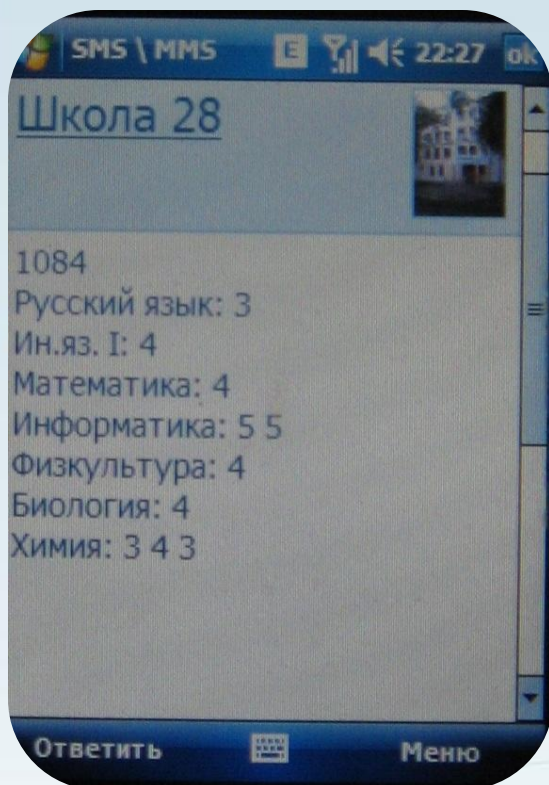 SMS \ MMS E 22:27 ok
Школа 28
1084
Русский язык: 3
Ин.яз. I: 4
Математика: 4
Информатика: 5 5
Физкультура: 4
Биология: 4
Химия: 3 4 3
Ответить Меню